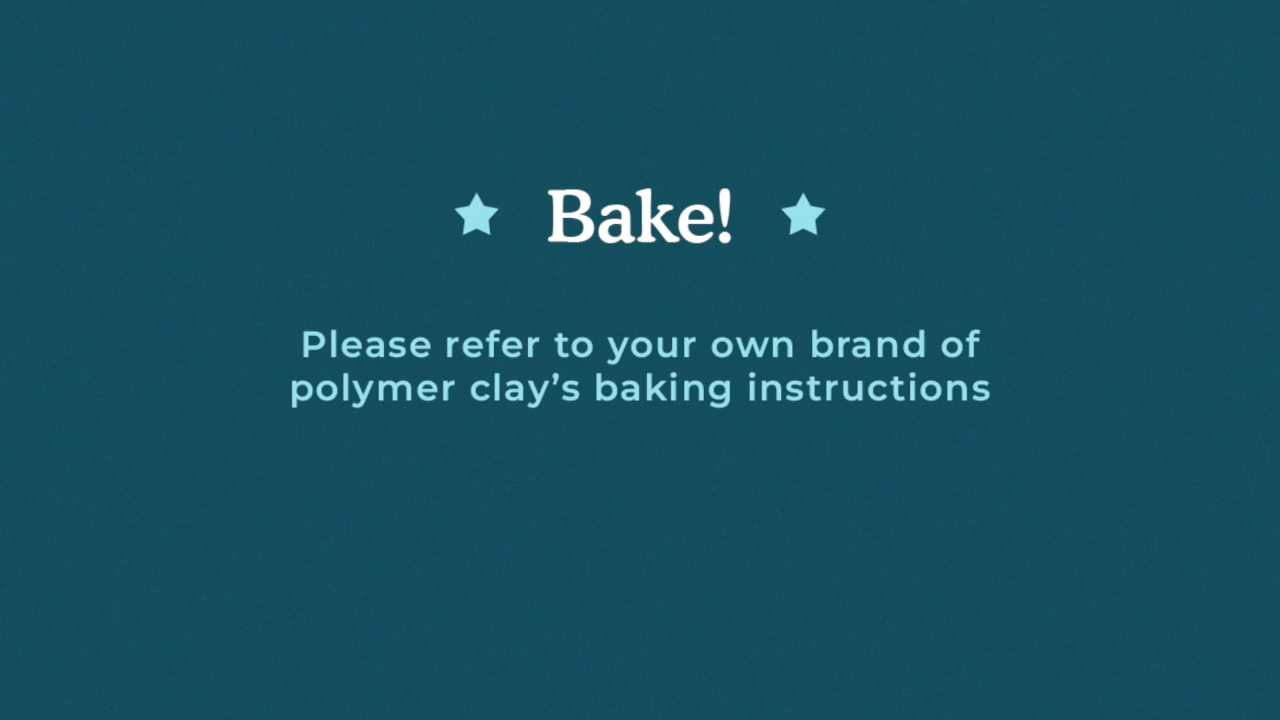 Bake!
Please refer to your own brand of
polymer clay’s baking instructions